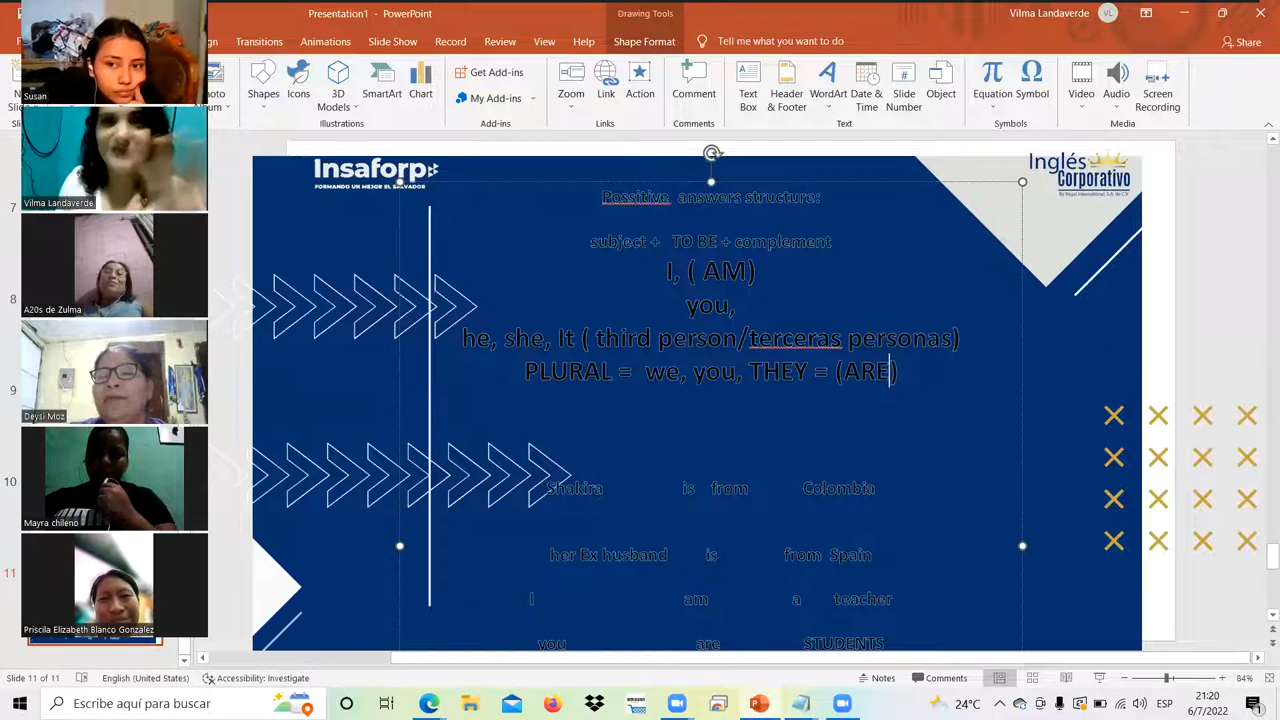 Presentation1 - PowerPoint
Drawing Tools
Vilma Landaverde
VL
Transitions
Animations
Slide Show
Record
Review
View
Help
Shape Format
Tell me what you want to do
Share
Shapes
Icons
3D
Models
SmartArt
Chart
Get Add-ins
My Add-ins
Zoom
Link
Action
Comment
Text
Box
Header
& Footer
WordArt
Date &
Time
Slide
Number
Object
Equation
Symbol
Video
Audio
Screen
Recording
Illustrations
Add-ins
Links
Comments
Text
Symbols
Media
Susan
Vilma Landaverde
A20s de Zulma
Deysi Moz
Mayra chileno
Priscila Elizabeth Blanco Gonzalez
8
9
10
11
Insaforp
FORMANDO UN MEJOR EL SALVADOR
Inglés
Corporativo
Possitive answers structure:
subject + TO BE + complement
I, ( AM)
you,
he, she, It ( third person/terceras personas)
PLURAL = we, you, THEY = (ARE)
Shakira is from Colombia
her Ex husband is from Spain
I am a teacher
you are STUDENTS
Slide 11 of 11
English (United States)
Accessibility: Investigate
Notes
Comments
84%
Escribe aquí para buscar
24°C
ESP
21:20
6/7/2022